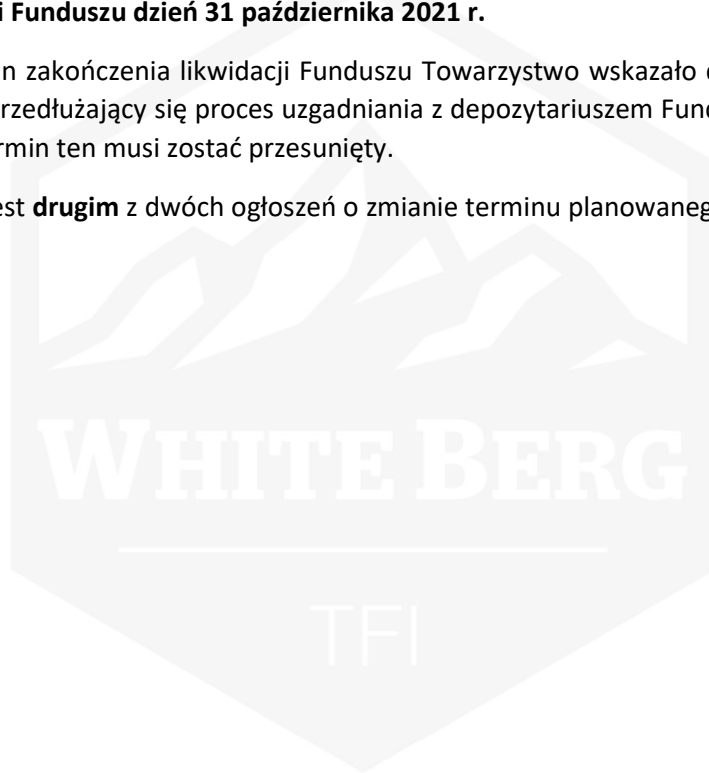 i Funduszu dzień 31 października 2021 r.
n zakończenia likwidacji Funduszu Towarzystwo wskazało
rzedłużający się proces uzgadniania z depozytariuszem Fund
rmin ten musi zostać przesunięty.
est drugim z dwóch ogłoszeń o zmianie terminu planowaneg
WHITE BERG
TFI